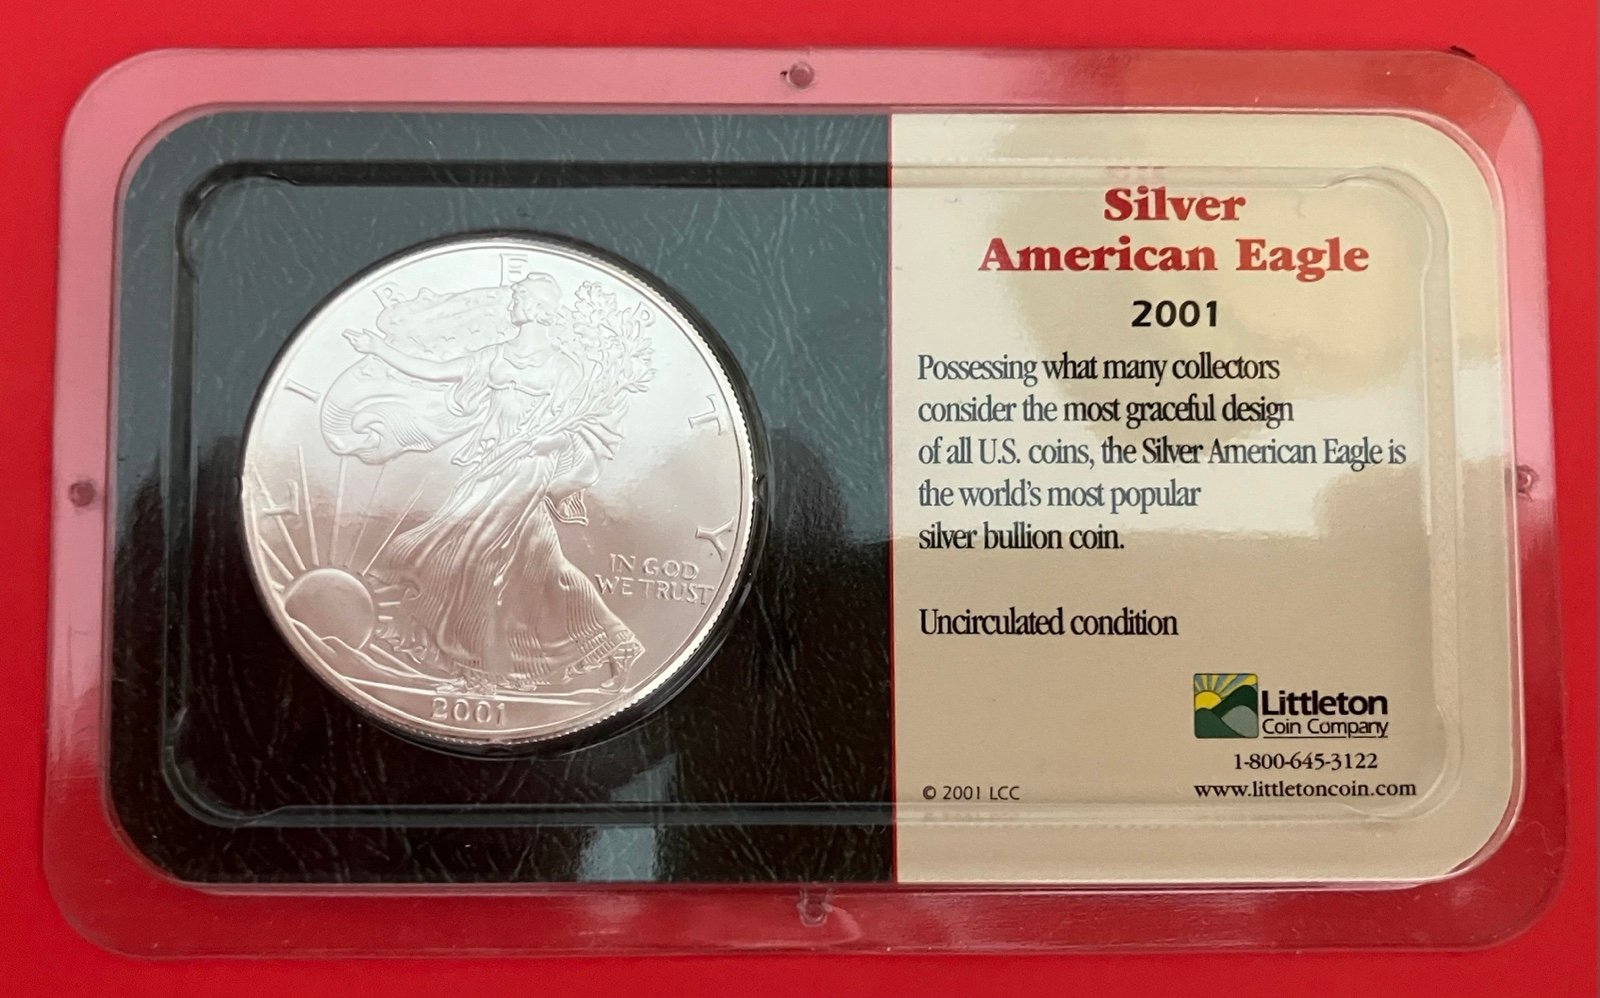 LIBERTY
IN GOD
WE TRUST
2001
Silver
American Eagle
2001
Possessing what many collectors
consider the most graceful design
of all U.S. coins, the Silver American Eagle is
the world's most popular
silver bullion coin.
Uncirculated condition
Littleton
Coin Company
1-800-645-3122
www.littletoncoin.com
© 2001 LCC